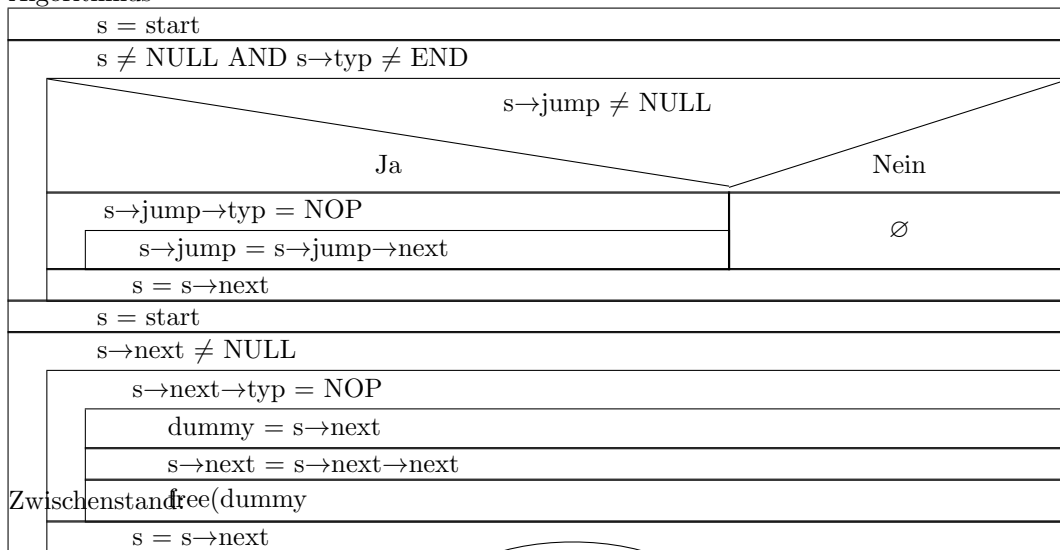 s = start
s ≠ NULL AND s→typ ≠ END
s→jump ≠ NULL
Ja Nein
s→jump→typ = NOP
∅
s→jump = s→jump→next
s = s→next
s = start
s→next ≠ NULL
s→next→typ = NOP
dummy = s→next
s→next = s→next→next
Zwischenstand:
free(dummy
s = s→next